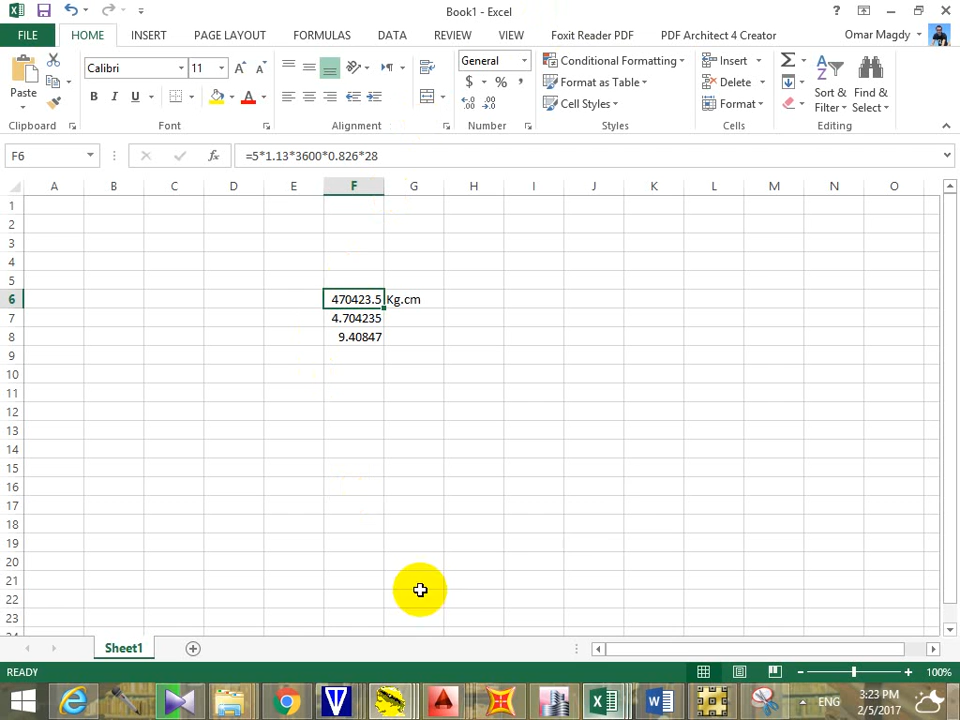 Book1 - Excel
?
FILE HOME INSERT PAGE LAYOUT FORMULAS DATA REVIEW VIEW Foxit Reader PDF PDF Architect 4 Creator Omar Magdy
Paste
Calibri 11
B I U
General
$ % ,
Conditional Formatting
Format as Table
Cell Styles
Insert
Delete
Format
Sort & Filter
Find & Select
Clipboard Font Alignment Number Styles Cells Editing
F6 fx =5*1.13*3600*0.826*28
A B C D E F G H I J K L M N O
1
2
3
4
5
6 470423.5 Kg.cm
7 4.704235
8 9.40847
9
10
11
12
13
14
15
16
17
18
19
20
21
22
23
24
Sheet1
READY 100%
ENG 3:23 PM
2/5/2017